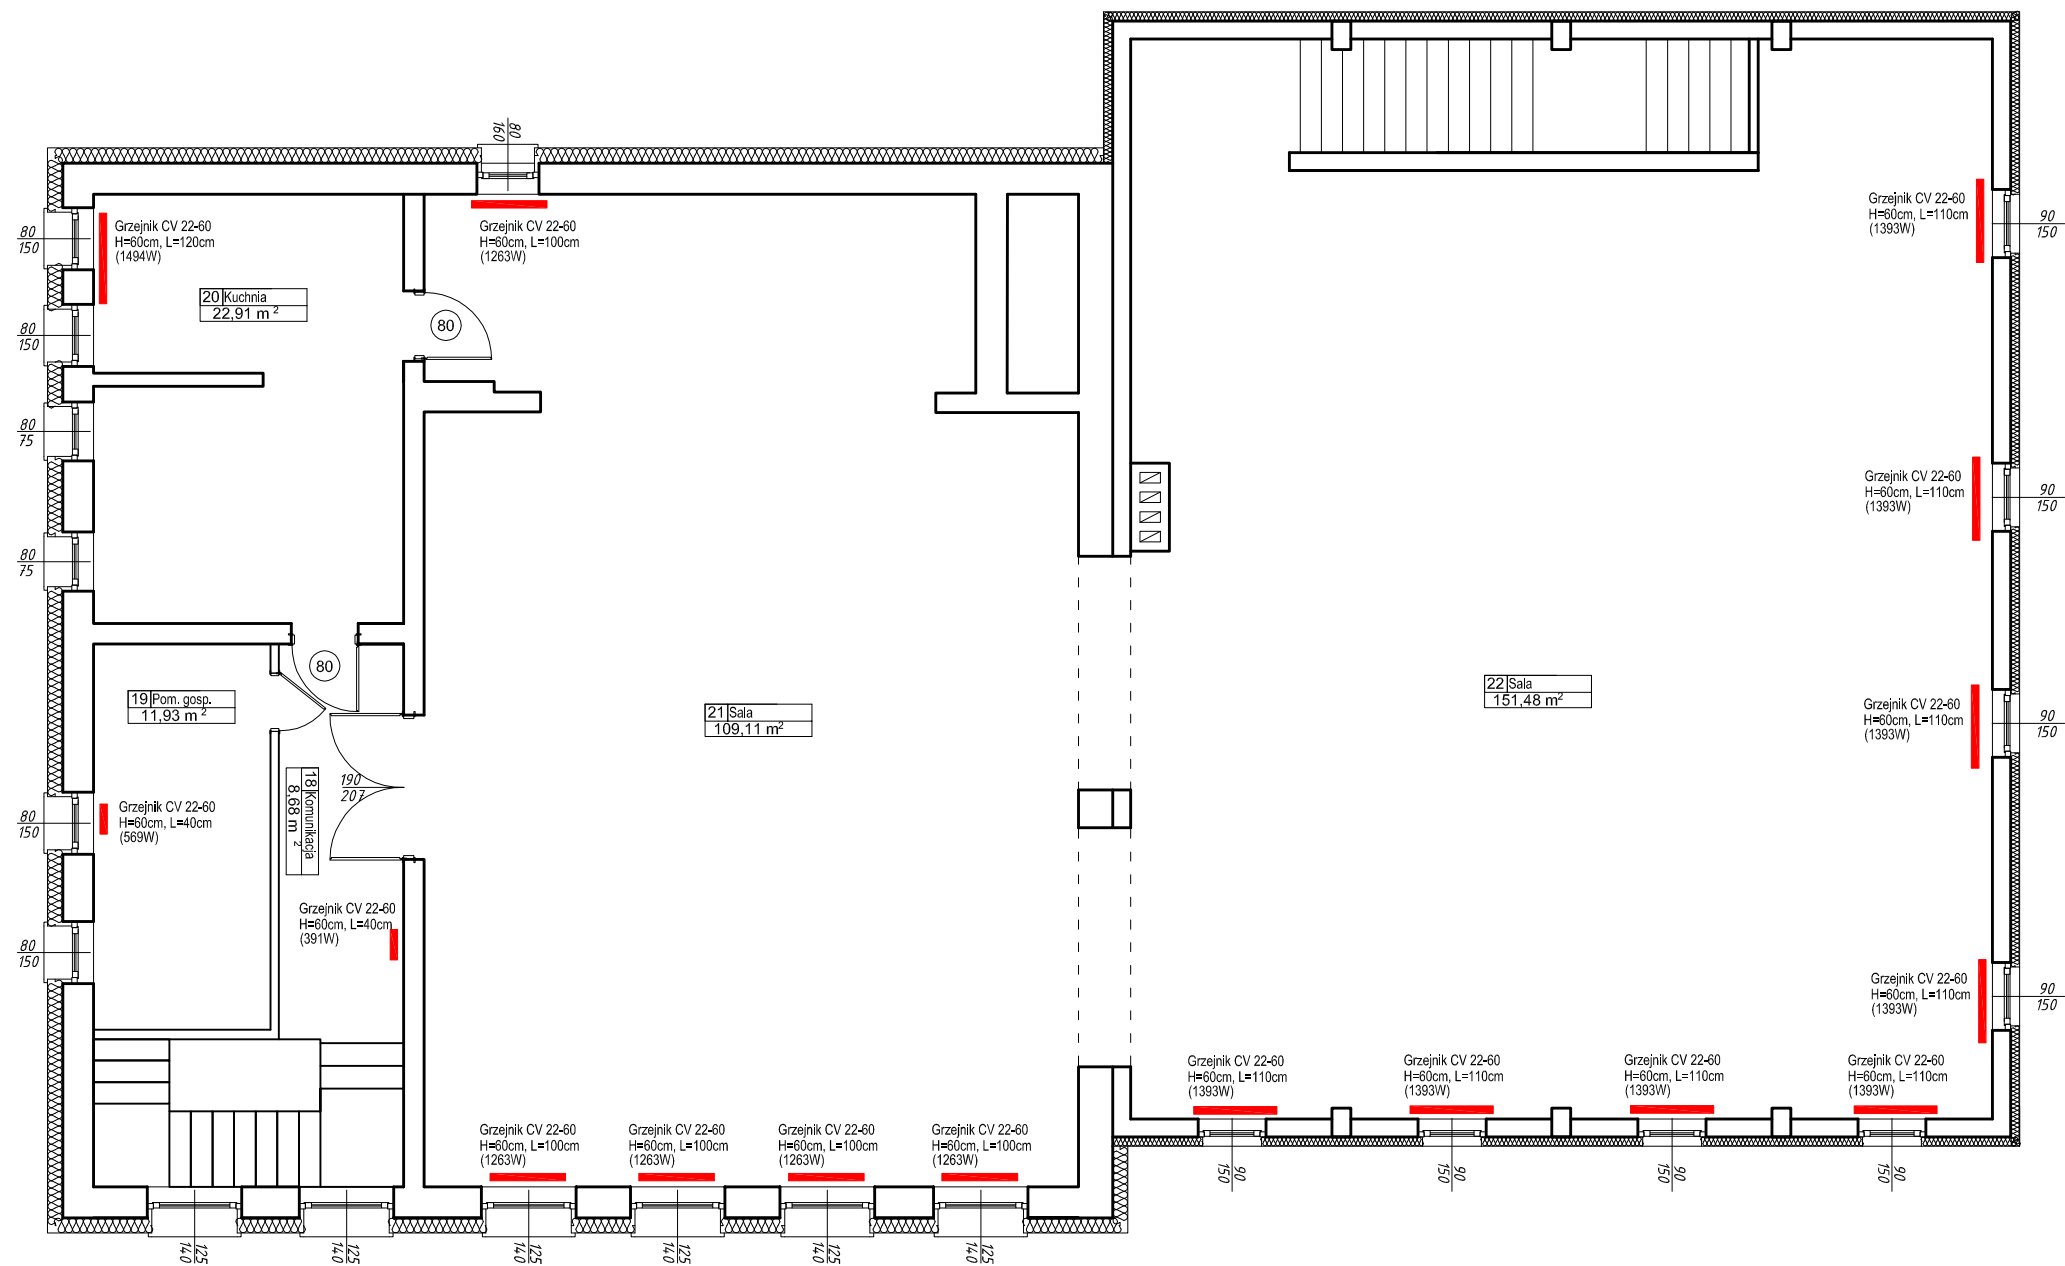 80
160
Grzejnik CV 22-60
H=60cm, L=120cm
(1494W)
Grzejnik CV 22-60
H=60cm, L=100cm
(1263W)
Grzejnik CV 22-60
H=60cm, L=110cm
(1393W)
80
150
90
150
20 Kuchnia
22,91 m²
80
80
150
80
75
Grzejnik CV 22-60
H=60cm, L=110cm
(1393W)
90
150
80
75
80
19 Pom. gosp.
11,93 m²
21 Sala
109,11 m²
22 Sala
151,48 m²
Grzejnik CV 22-60
H=60cm, L=110cm
(1393W)
90
150
190
207
18 Komunikacja
8,68 m²
80
150
Grzejnik CV 22-60
H=60cm, L=40cm
(569W)
Grzejnik CV 22-60
H=60cm, L=40cm
(391W)
80
150
Grzejnik CV 22-60
H=60cm, L=110cm
(1393W)
90
150
Grzejnik CV 22-60
H=60cm, L=110cm
(1393W)
Grzejnik CV 22-60
H=60cm, L=110cm
(1393W)
Grzejnik CV 22-60
H=60cm, L=110cm
(1393W)
Grzejnik CV 22-60
H=60cm, L=110cm
(1393W)
Grzejnik CV 22-60
H=60cm, L=100cm
(1263W)
Grzejnik CV 22-60
H=60cm, L=100cm
(1263W)
Grzejnik CV 22-60
H=60cm, L=100cm
(1263W)
Grzejnik CV 22-60
H=60cm, L=100cm
(1263W)
90
150
90
150
90
150
90
150
125
140
125
140
125
140
125
140
125
140
125
140